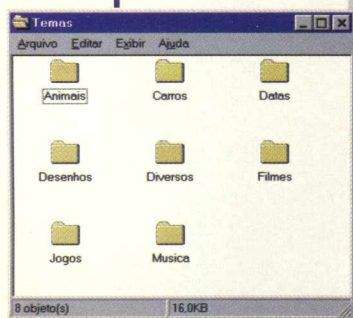 Temas
Arquivo Editar Exibir Ajuda
Animais Carros Datas
Desenhos Diversos Filmes
Jogos Musica
8 objeto(s) 16,0KB